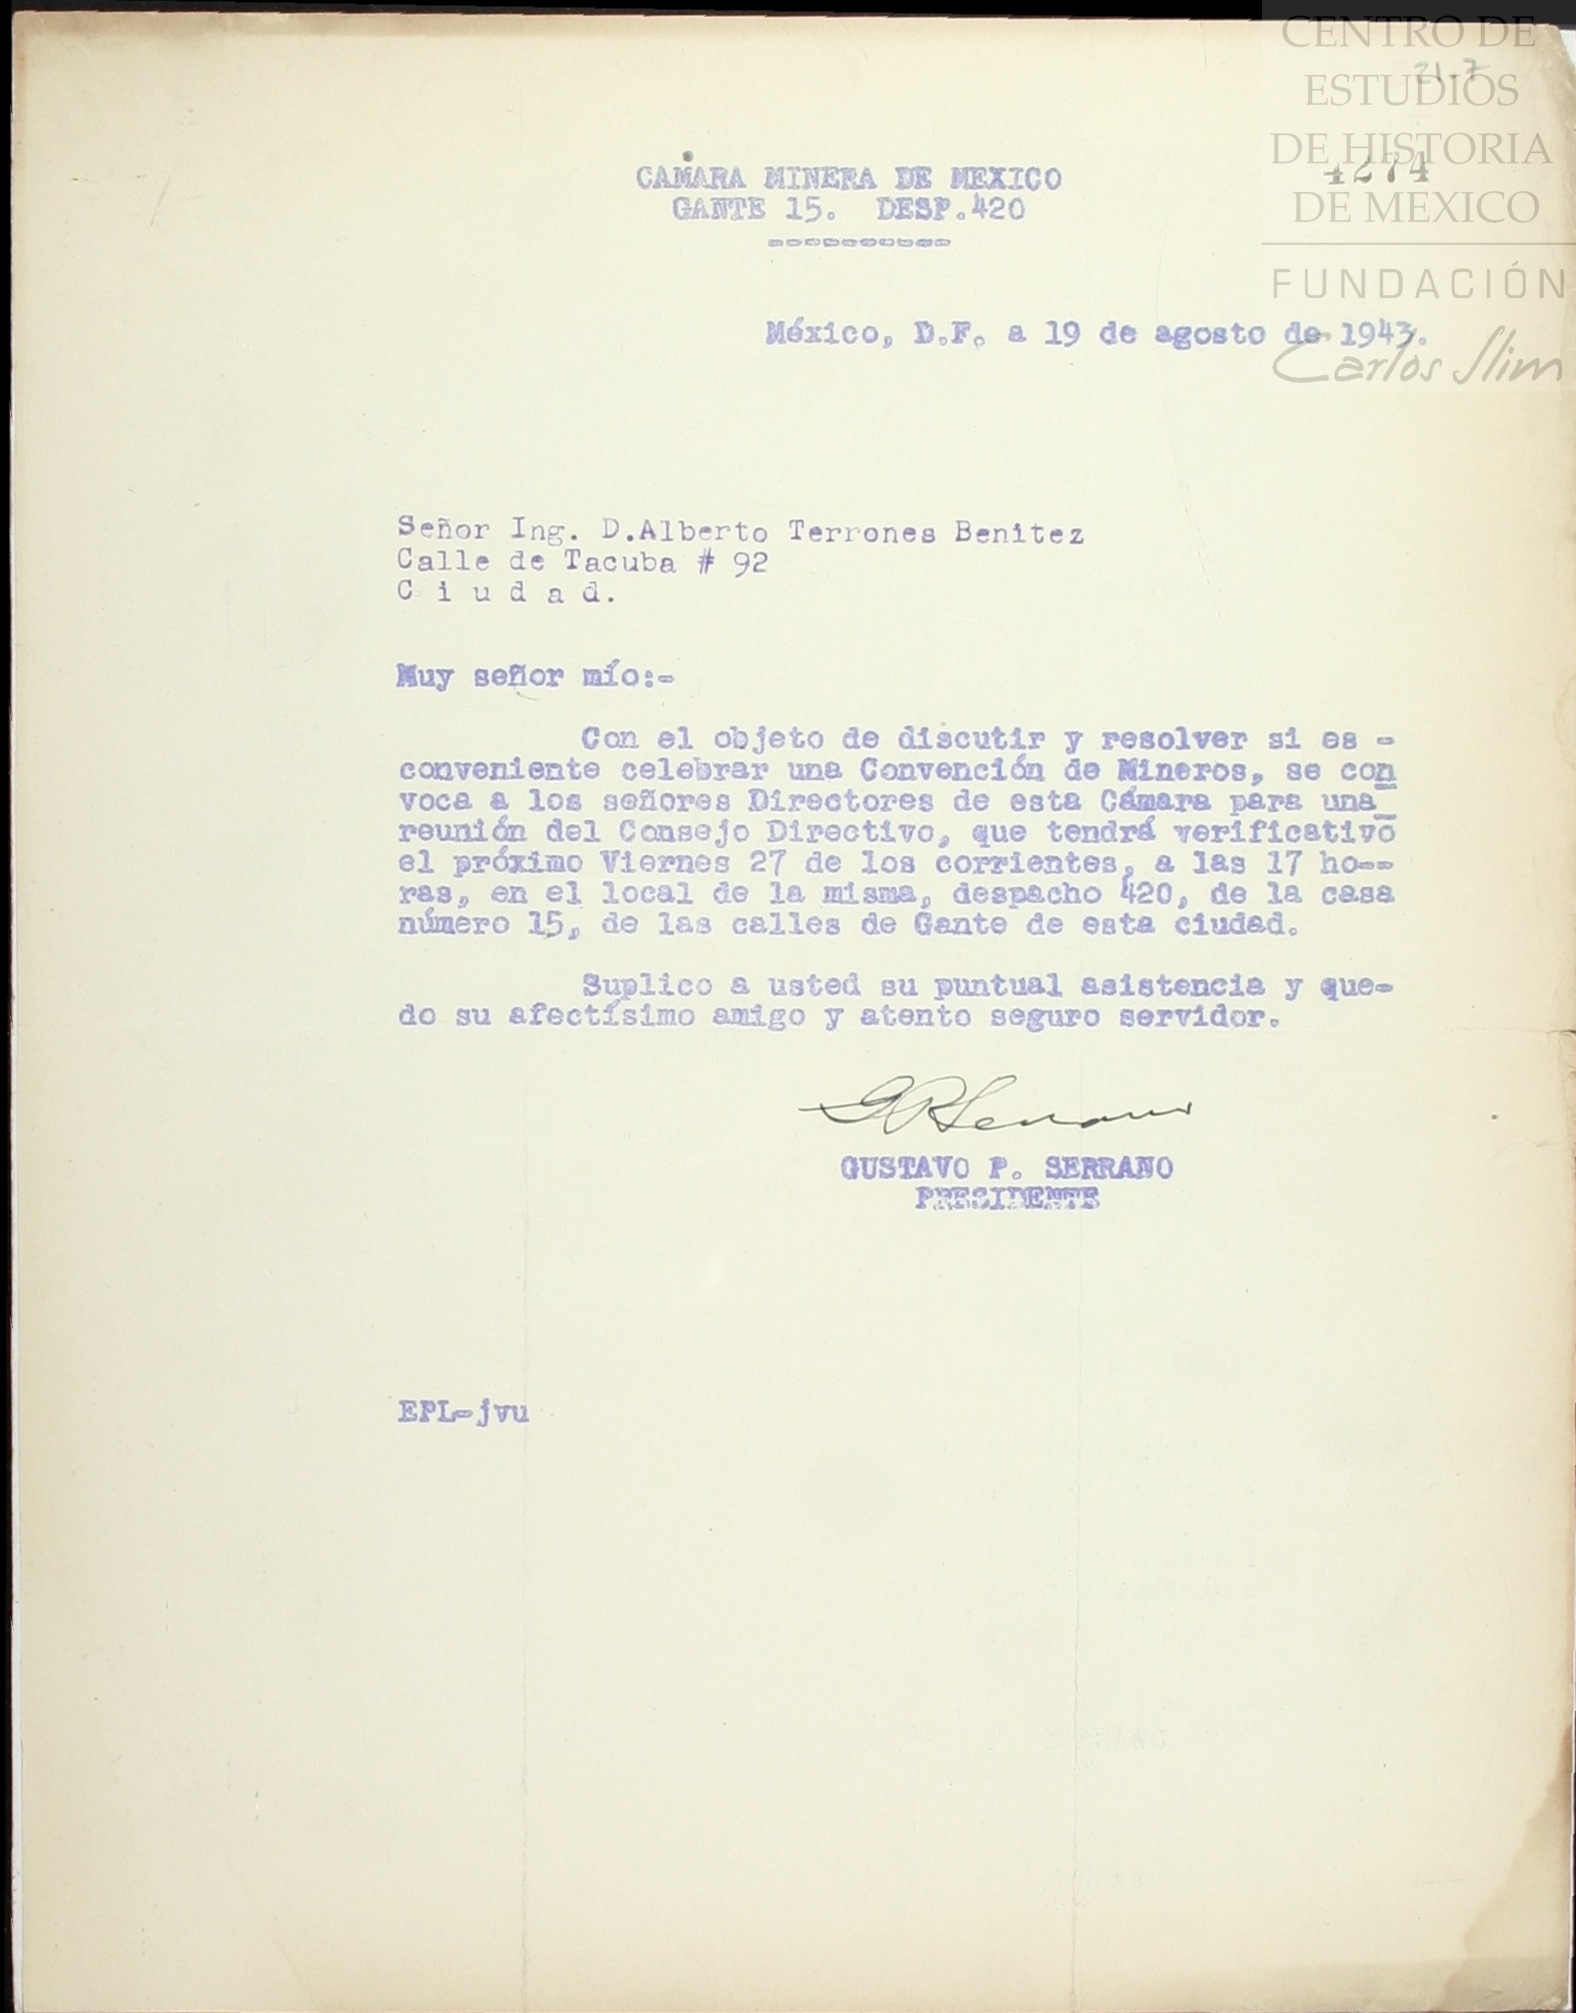 CENTRO DE
ESTUDIOS
DE HISTORIA
DE MEXICO
FUNDACIÓN
Carlos Slim
21-7
4274
CAMARA MINERA DE MEXICO
GANTE 15. DESP.420
----------
México, D.F. a 19 de agosto de 1943.
Señor Ing. D.Alberto Terrones Benitez
Calle de Tacuba # 92
C i u d a d.
Muy señor mío:-
Con el objeto de discutir y resolver si es -
conveniente celebrar una Convención de Mineros, se con
voca a los señores Directores de esta Cámara para una
reunión del Consejo Directivo, que tendrá verificativo
el próximo Viernes 27 de los corrientes, a las 17 ho--
ras, en el local de la misma, despacho 420, de la casa
número 15, de las calles de Gante de esta ciudad.
Suplico a usted su puntual asistencia y que-
do su afectísimo amigo y atento seguro servidor.
GPSerrano
GUSTAVO P. SERRANO
PRESIDENTE
EPL-jvu